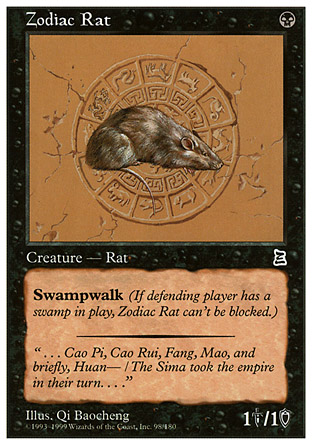 Zodiac Rat
Creature — Rat
Swampwalk (If defending player has a
swamp in play, Zodiac Rat can't be blocked.)
“ . . . Cao Pi, Cao Rui, Fang, Mao, and
briefly, Huan— / The Sima took the empire
in their turn. . . .”
Illus. Qi Baocheng
©1993-1999 Wizards of the Coast, Inc. 98/180
1/1